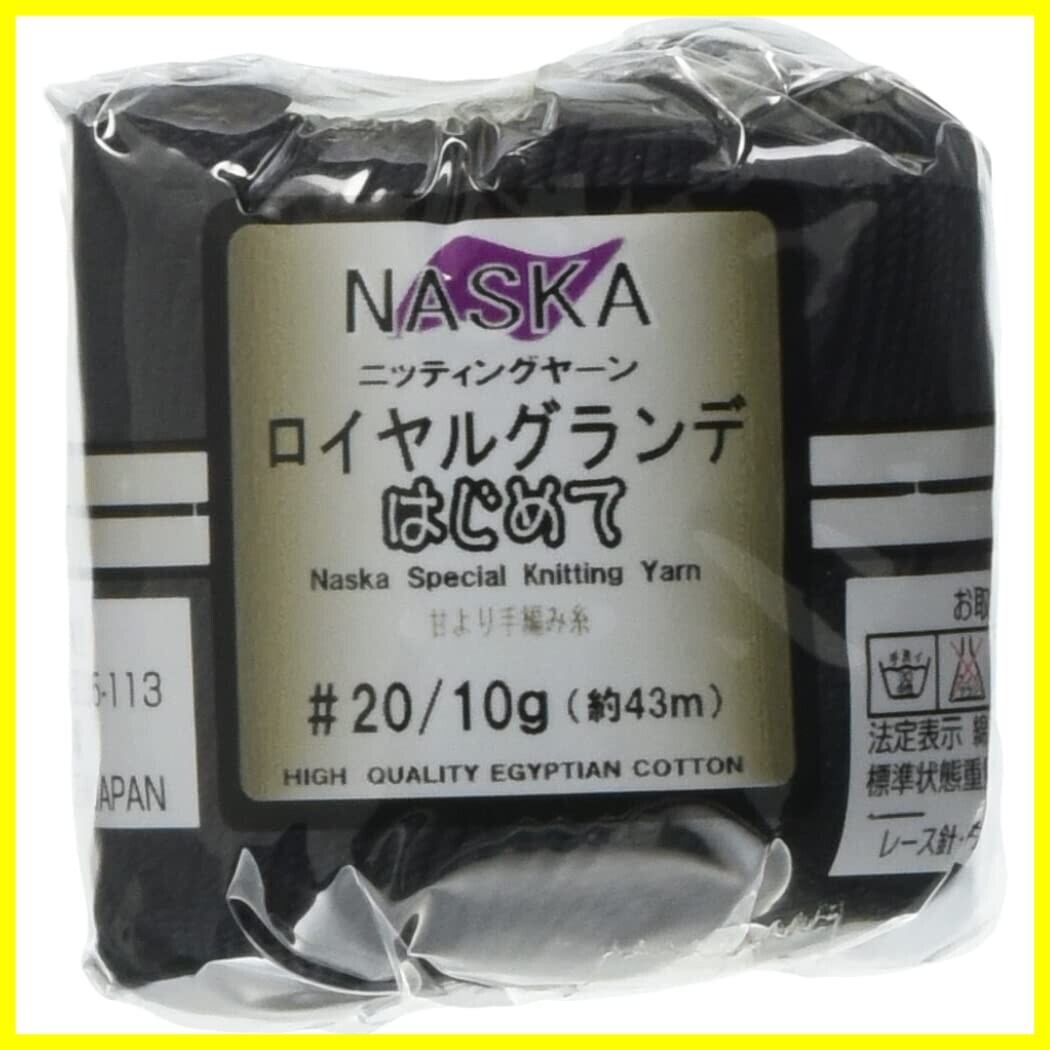 NASKA
ニッティングヤーン
ロイヤルグランデ
はじめて
Naska Special Knitting Yarn
甘より手編み糸
#20/10g(約43m)
HIGH QUALITY EGYPTIAN COTTON
5-113
JAPAN
お取
法定表示 綿
標準状態重
レース針・